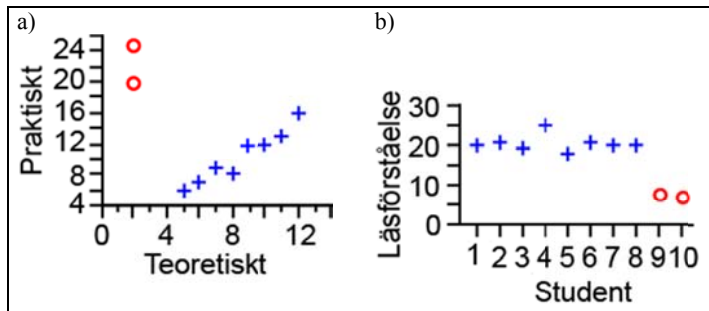 a)
24
20
16
12
8
4
Praktiskt
0 4 8 12
Teoretiskt
b)
30
20
10
0
Läsförståelse
1 2 3 4 5 6 7 8 9 10
Student